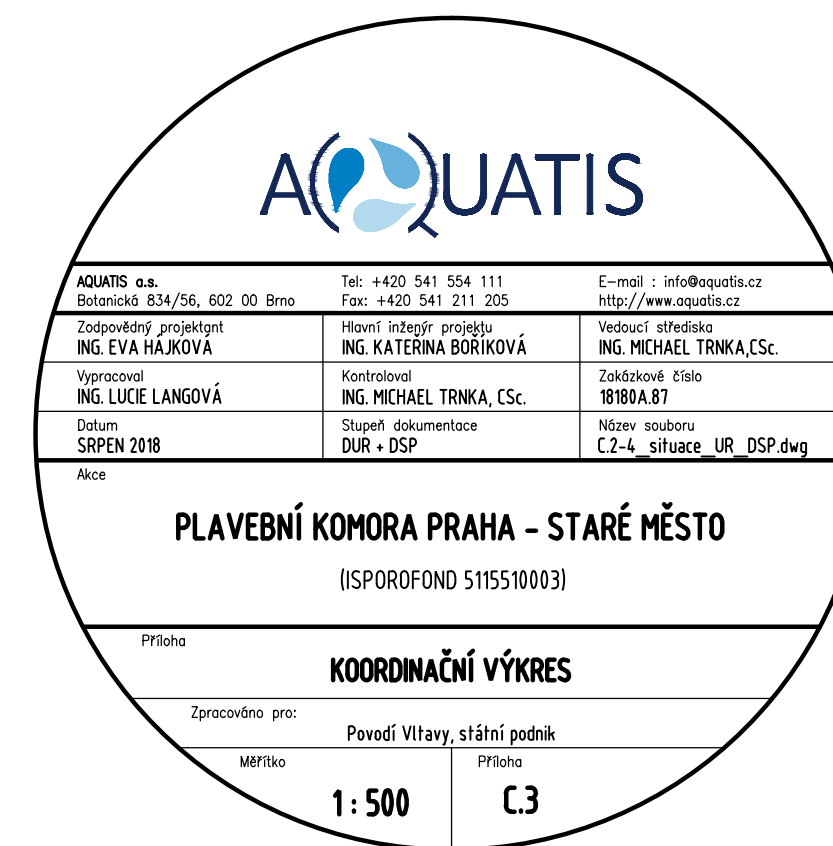 AQUATIS
AQUATIS a.s. Tel: +420 541 554 111 E-mail : info@aquatis.cz
Botanická 834/56, 602 00 Brno Fax: +420 541 211 205 http://www.aquatis.cz
Zodpovědný projektant Hlavní inženýr projektu Vedoucí střediska
ING. EVA HÁJKOVÁ ING. KATEŘINA BOŘÍKOVÁ ING. MICHAEL TRNKA,CSc.
Vypracoval Kontroloval Zakázkové číslo
ING. LUCIE LANGOVÁ ING. MICHAEL TRNKA, CSc. 18180A.87
Datum Stupeň dokumentace Název souboru
SRPEN 2018 DUR + DSP C.2-4_situace_UR_DSP.dwg
Akce
PLAVEBNÍ KOMORA PRAHA - STARÉ MĚSTO
(ISPOROFOND 5115510003)
Příloha
KOORDINAČNÍ VÝKRES
Zpracováno pro:
Povodí Vltavy, státní podnik
Měřítko Příloha
1 : 500 C.3